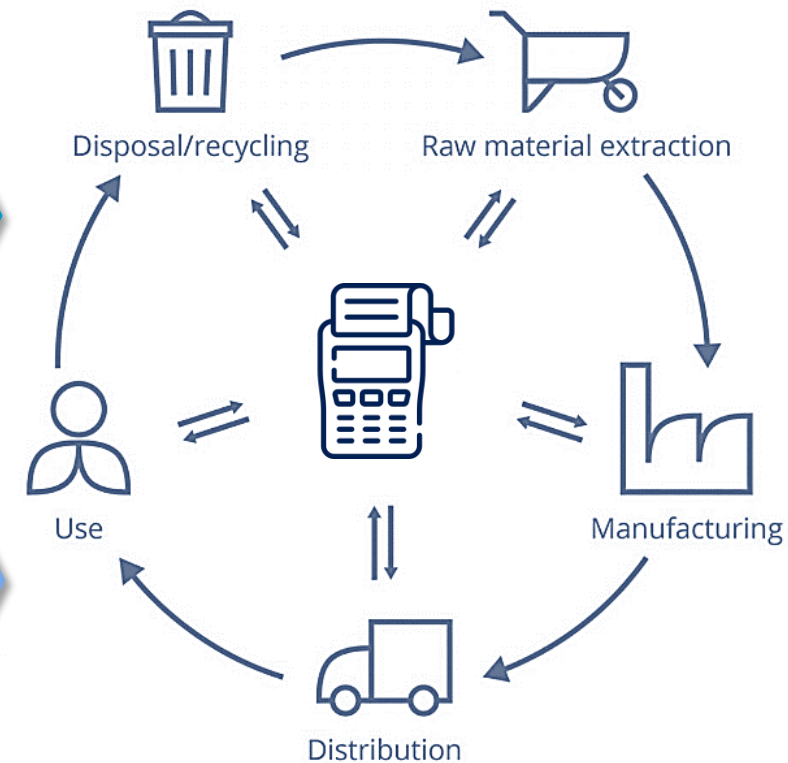 Disposal/recycling
Raw material extraction
Use
Manufacturing
Distribution